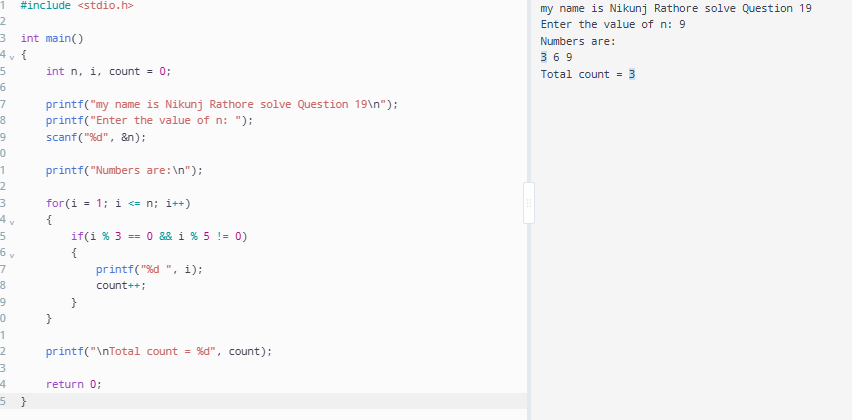 1 #include <stdio.h>
2
3 int main()
4 {
5 int n, i, count = 0;
6
7 printf("my name is Nikunj Rathore solve Question 19\n");
8 printf("Enter the value of n: ");
9 scanf("%d", &n);
0
1 printf("Numbers are:\n");
2
3 for(i = 1; i <= n; i++)
4 {
5 if(i % 3 == 0 && i % 5 != 0)
6 {
7 printf("%d ", i);
8 count++;
9 }
0 }
1
2 printf("\nTotal count = %d", count);
3
4 return 0;
5 }
my name is Nikunj Rathore solve Question 19
Enter the value of n: 9
Numbers are:
3 6 9
Total count = 3